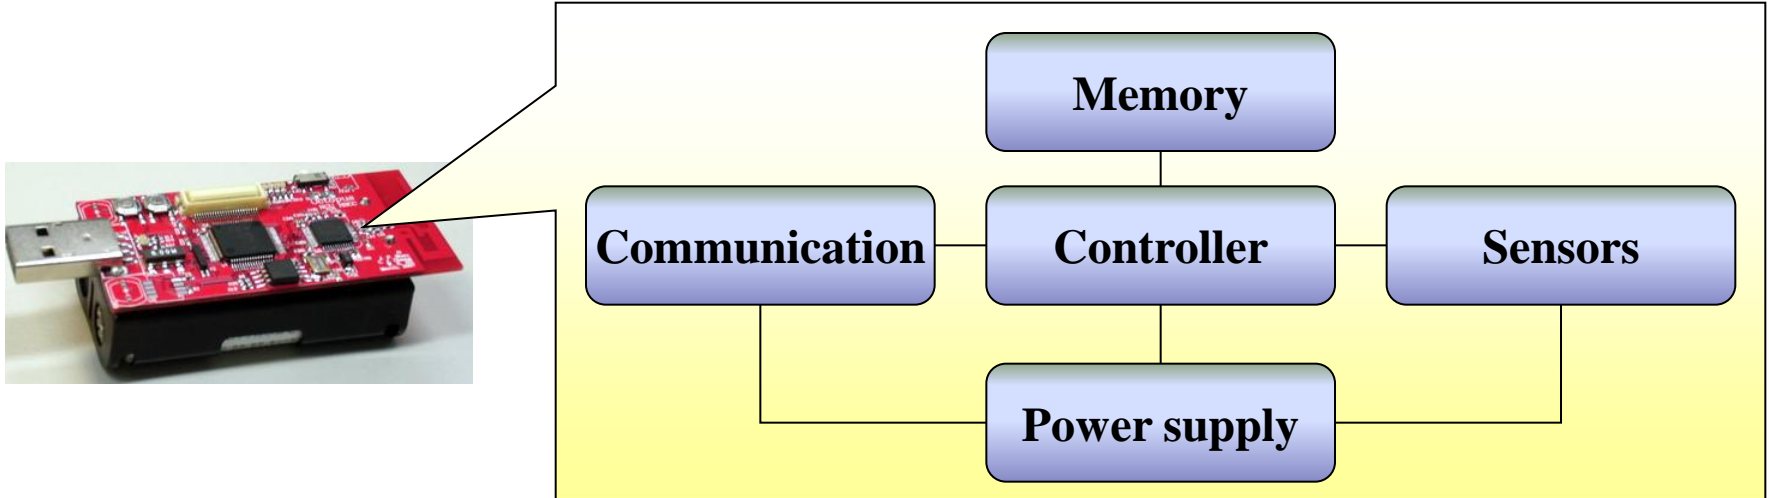 Memory
Communication
Controller
Sensors
Power supply